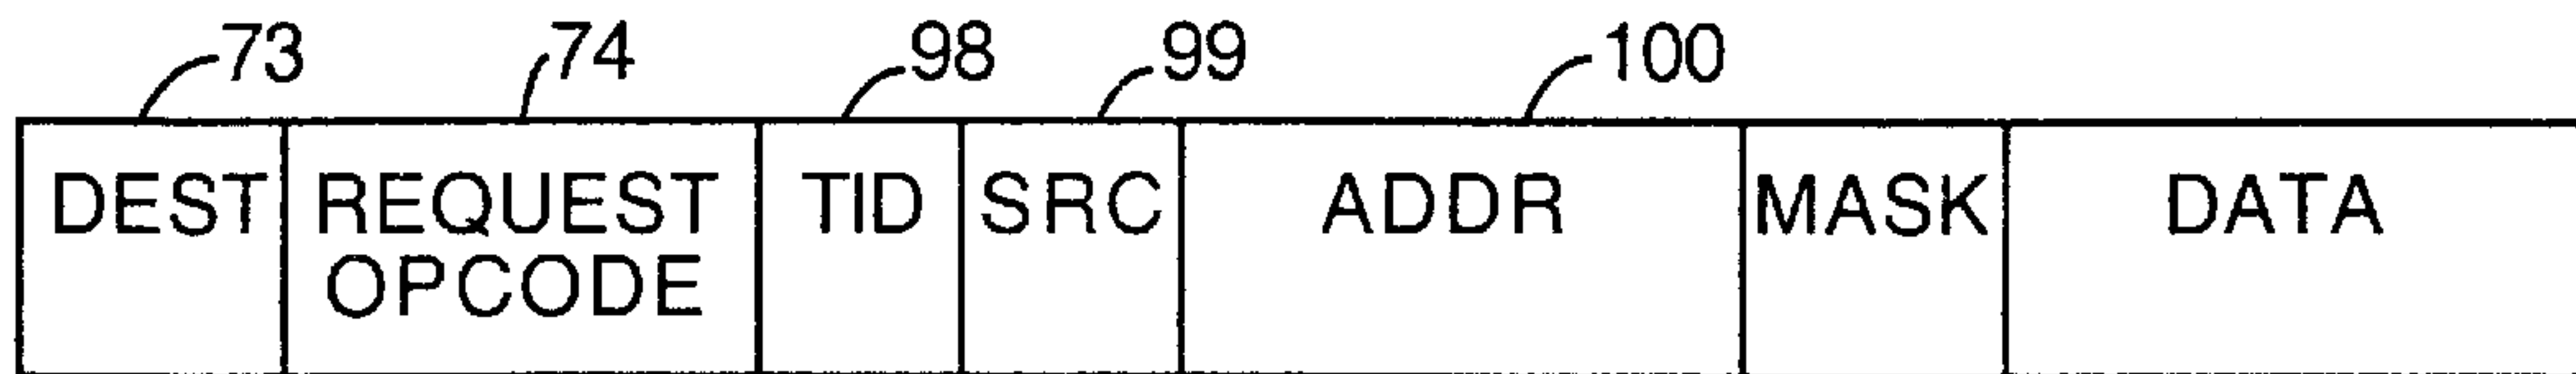 73 74 98 99 100
DEST REQUEST TID SRC ADDR MASK DATA
OPCODE